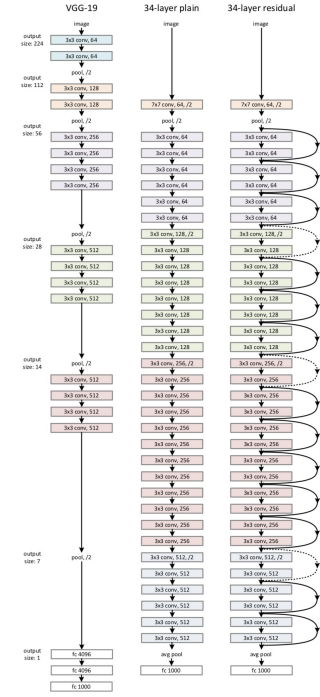 VGG-19
image
output
size: 224
3x3 conv, 64
3x3 conv, 64
output
size: 112
pool, /2
3x3 conv, 128
3x3 conv, 128
output
size: 56
pool, /2
3x3 conv, 256
3x3 conv, 256
3x3 conv, 256
3x3 conv, 256
output
size: 28
pool, /2
3x3 conv, 512
3x3 conv, 512
3x3 conv, 512
3x3 conv, 512
output
size: 14
pool, /2
3x3 conv, 512
3x3 conv, 512
3x3 conv, 512
3x3 conv, 512
output
size: 7
pool, /2
output
size: 1
fc 4096
fc 4096
fc 1000
34-layer plain
image
7x7 conv, 64, /2
pool, /2
3x3 conv, 64
3x3 conv, 64
3x3 conv, 64
3x3 conv, 64
3x3 conv, 64
3x3 conv, 64
3x3 conv, 128, /2
3x3 conv, 128
3x3 conv, 128
3x3 conv, 128
3x3 conv, 128
3x3 conv, 128
3x3 conv, 128
3x3 conv, 128
3x3 conv, 256, /2
3x3 conv, 256
3x3 conv, 256
3x3 conv, 256
3x3 conv, 256
3x3 conv, 256
3x3 conv, 256
3x3 conv, 256
3x3 conv, 256
3x3 conv, 256
3x3 conv, 256
3x3 conv, 256
3x3 conv, 512, /2
3x3 conv, 512
3x3 conv, 512
3x3 conv, 512
3x3 conv, 512
3x3 conv, 512
avg pool
fc 1000
34-layer residual
image
7x7 conv, 64, /2
pool, /2
3x3 conv, 64
3x3 conv, 64
3x3 conv, 64
3x3 conv, 64
3x3 conv, 64
3x3 conv, 64
3x3 conv, 128, /2
3x3 conv, 128
3x3 conv, 128
3x3 conv, 128
3x3 conv, 128
3x3 conv, 128
3x3 conv, 128
3x3 conv, 128
3x3 conv, 256, /2
3x3 conv, 256
3x3 conv, 256
3x3 conv, 256
3x3 conv, 256
3x3 conv, 256
3x3 conv, 256
3x3 conv, 256
3x3 conv, 256
3x3 conv, 256
3x3 conv, 256
3x3 conv, 256
3x3 conv, 512, /2
3x3 conv, 512
3x3 conv, 512
3x3 conv, 512
3x3 conv, 512
3x3 conv, 512
avg pool
fc 1000